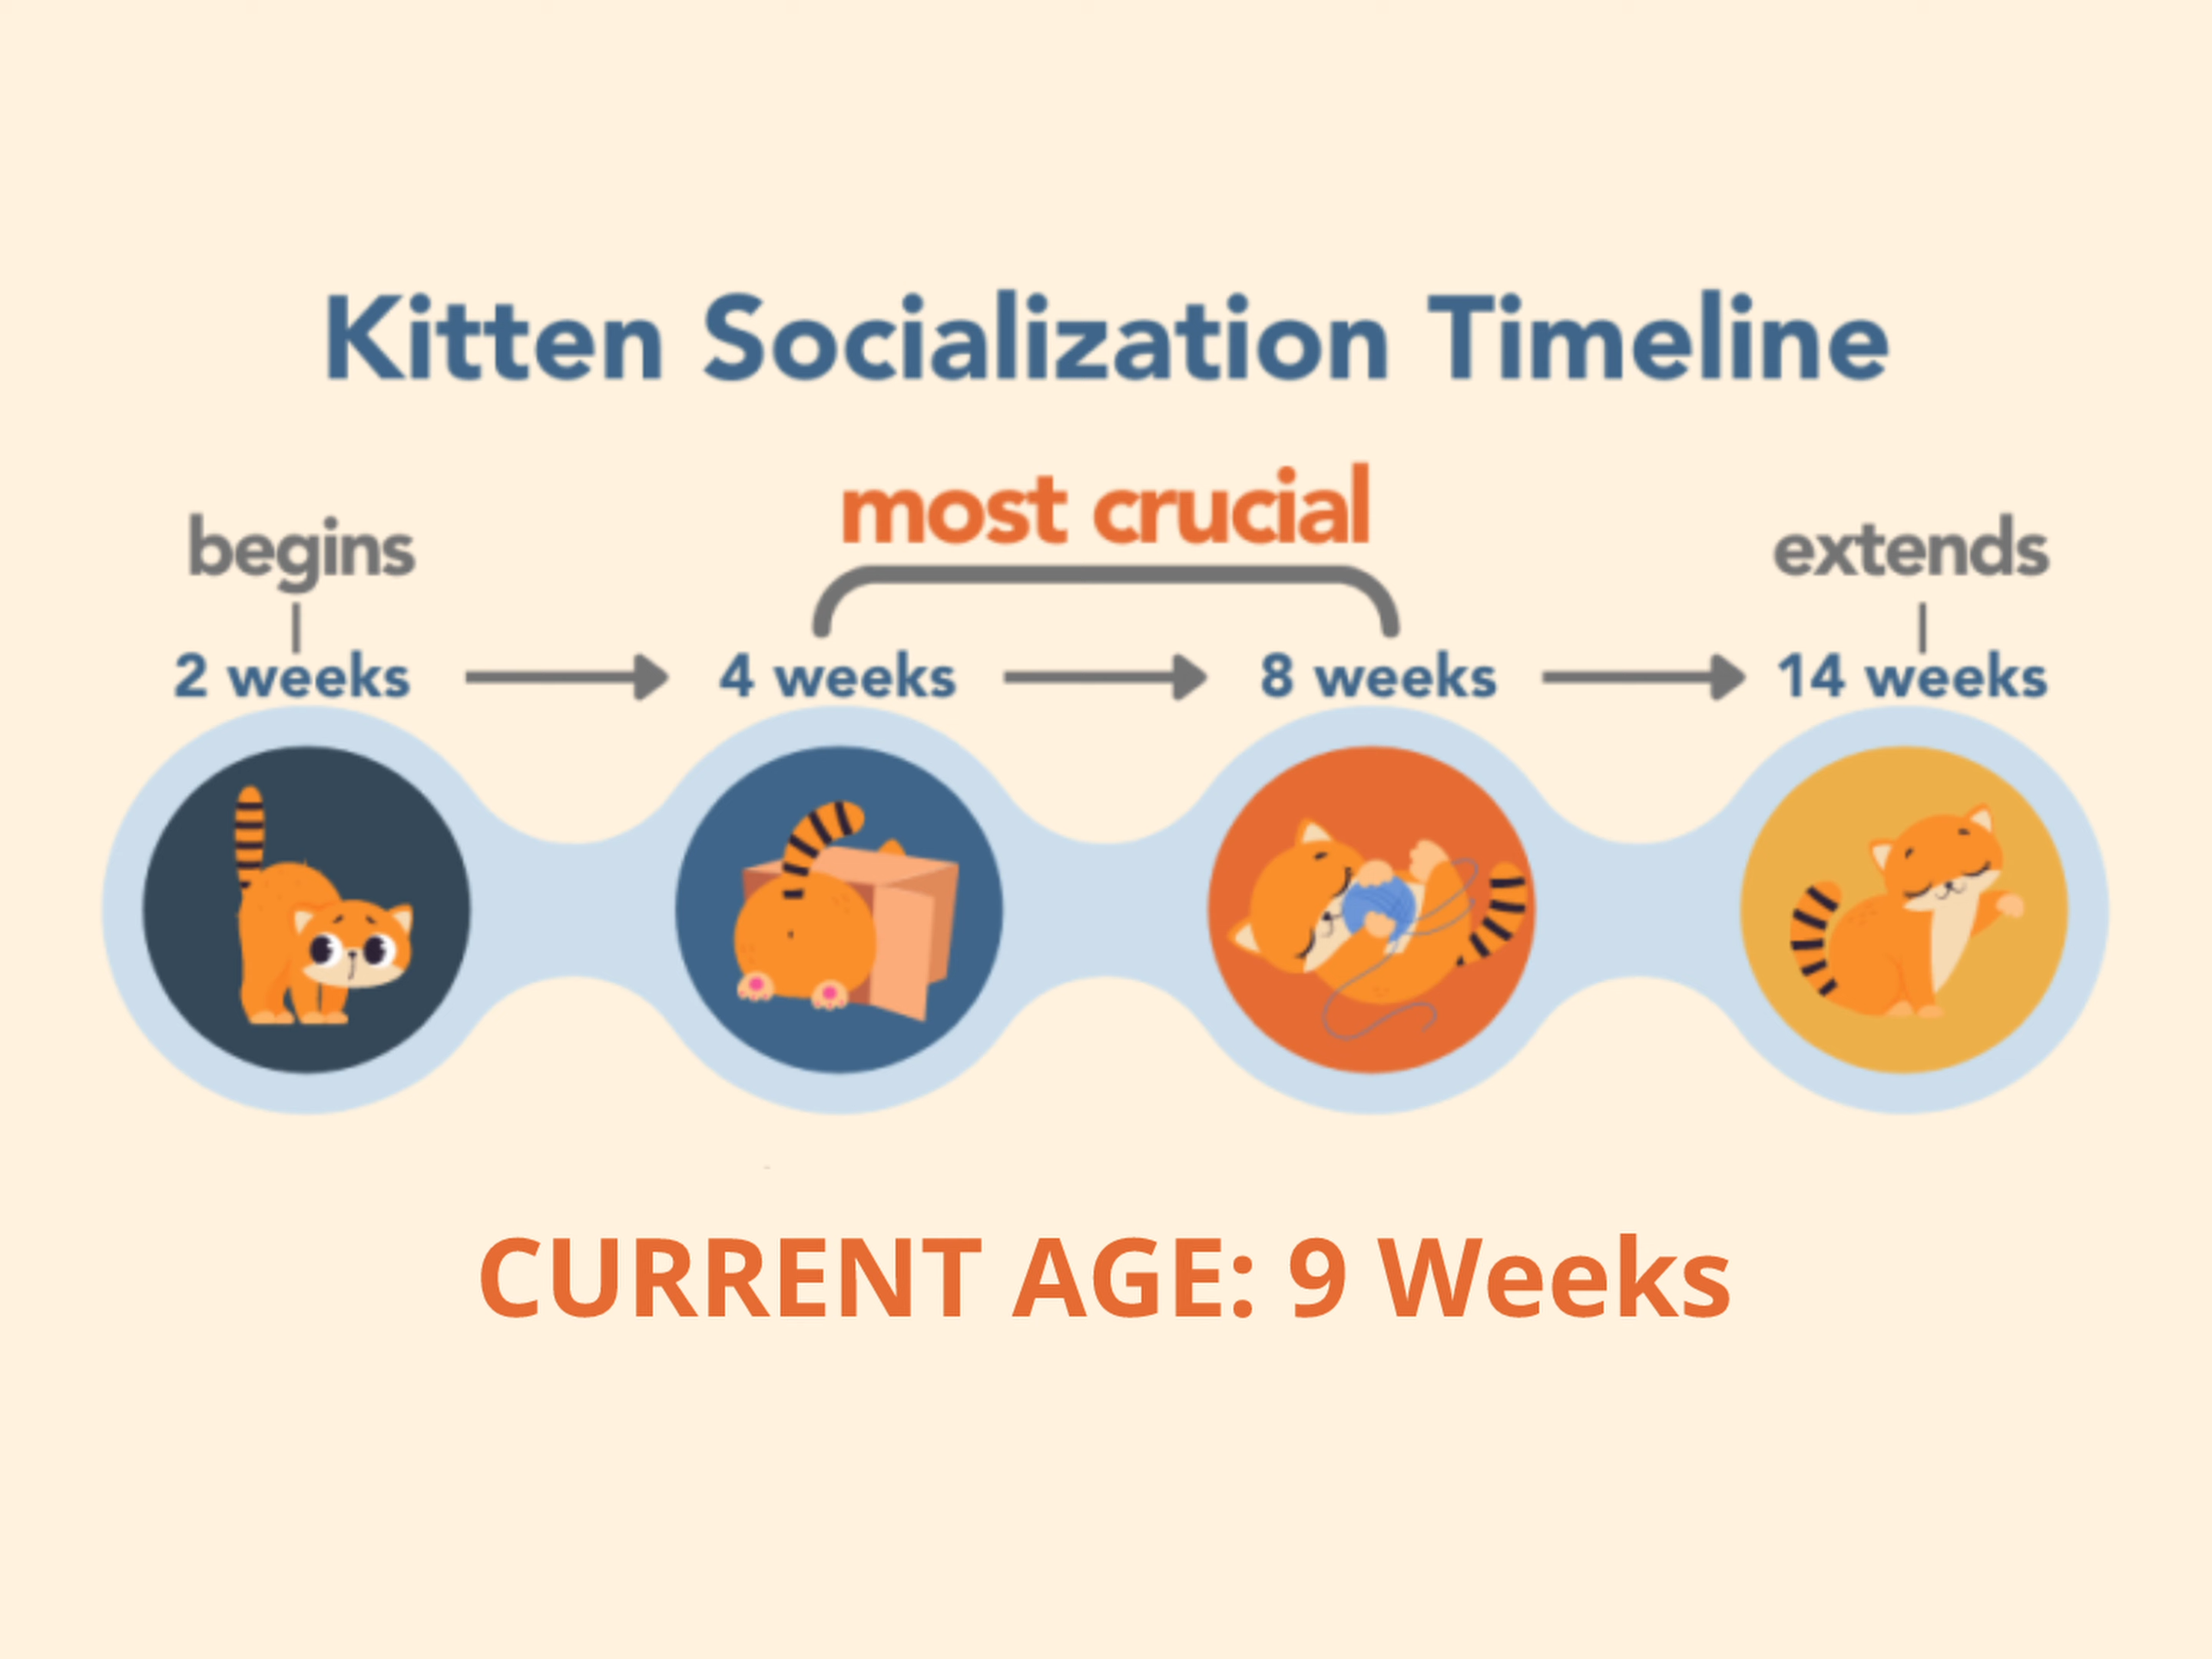 Kitten Socialization Timeline
most crucial
begins
extends
2 weeks
4 weeks
8 weeks
14 weeks
CURRENT AGE: 9 Weeks